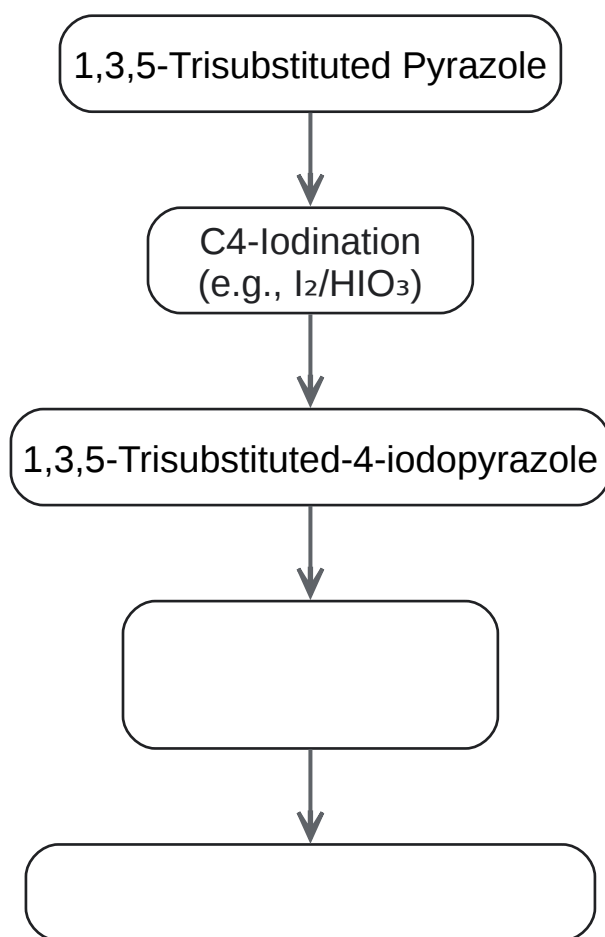 1,3,5-Trisubstituted Pyrazole
C4-Iodination
(e.g., I₂/HIO₃)
1,3,5-Trisubstituted-4-iodopyrazole